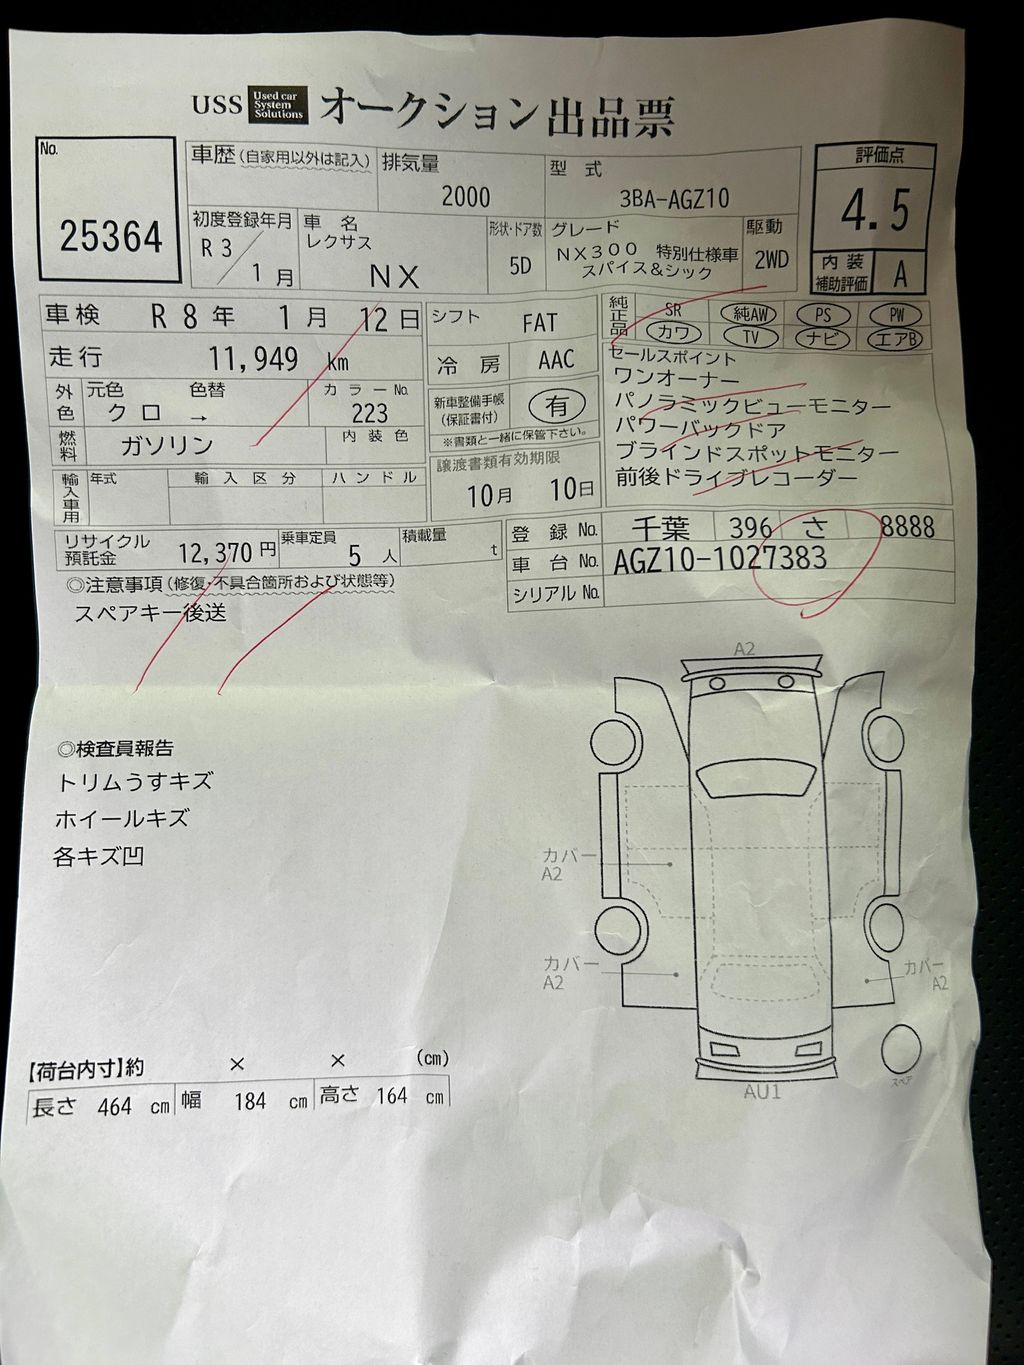 USS Used car System Solutions オークション出品票
No. 25364
車歴 (自家用以外は記入) 排気量 2000 型式 3BA-AGZ10
評価点 4.5
内装補助評価 A
初度登録年月 R3/1月 車名 レクサス NX 形状・ドア数 5D グレード NX300 特別仕様車 スパイス&シック 駆動 2WD
車検 R8年 1月 12日
走行 11,949 km
シフト FAT
冷房 AAC
純正品 SR 純AW PS PW
カワ TV ナビ エアB
外色 元色 クロ → 色替 カラーNo. 223
燃料 ガソリン 内装色
新車整備手帳 (保証書付) 有
※書類と一緒に保管下さい。
セールスポイント
ワンオーナー
パノラミックビューモニター
パワーバックドア
ブラインドスポットモニター
前後ドライブレコーダー
輸入車用 年式 輸入区分 ハンドル
譲渡書類有効期限
10月 10日
リサイクル預託金 12,370円 乗車定員 5人 積載量 t
登録No. 千葉 396 さ 8888
車台No. AGZ10-1027383
シリアルNo.
◎注意事項(修復・不具合箇所および状態等)
スペアキー後送
◎検査員報告
トリムうすキズ
ホイールキズ
各キズ凹
A2
カバー
A2
カバー
A2
カバー
A2
スペア
AU1
【荷台内寸】約 × × (cm)
長さ 464 cm 幅 184 cm 高さ 164 cm